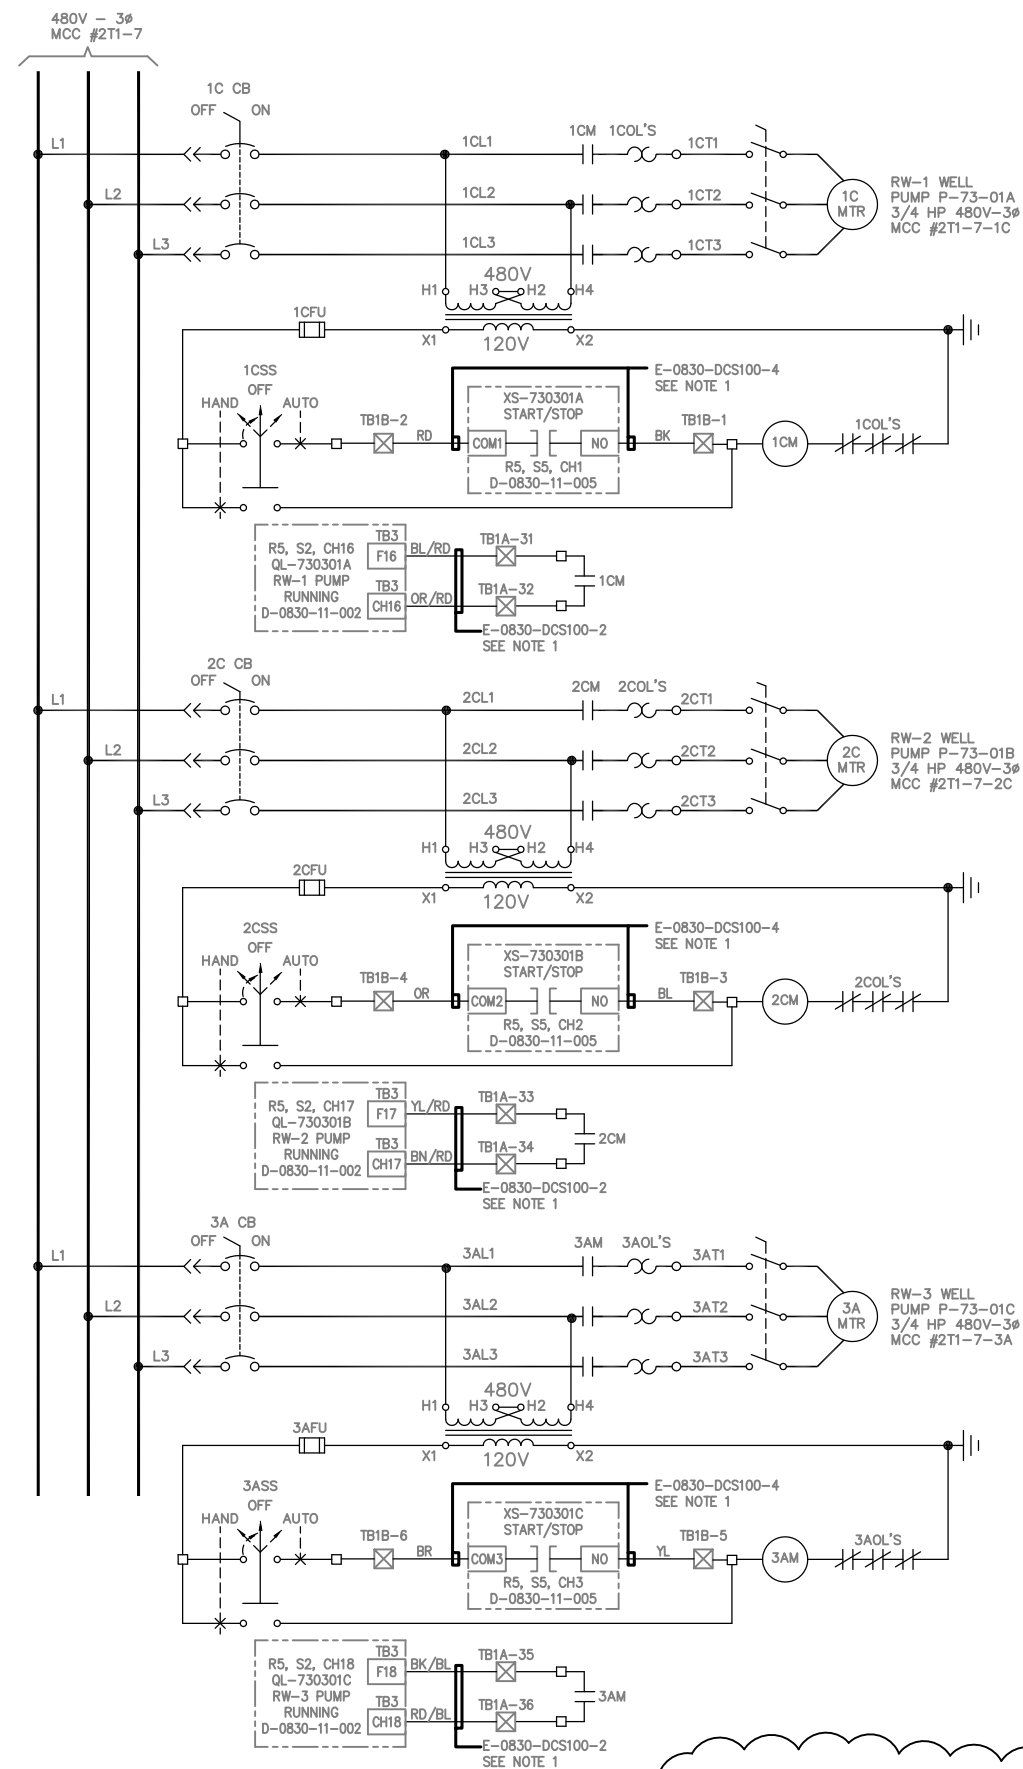 480V - 3ø
MCC #2T1-7
1C CB
OFF ON
L1
1CL1
1CM
1COL'S
1CT1
L2
1CL2
1CT2
1C
MTR
RW-1 WELL
PUMP P-73-01A
3/4 HP 480V-3ø
MCC #2T1-7-1C
L3
1CL3
1CT3
480V
H1 H3 H2 H4
1CFU
X1 120V X2
1CSS
OFF
HAND AUTO
E-0830-DCS100-4
SEE NOTE 1
XS-730301A
START/STOP
TB1B-2
RD
COM1
NO
BK
TB1B-1
1CM
1COL'S
R5, S5, CH1
D-0830-11-005
R5, S2, CH16
QL-730301A
RW-1 PUMP
RUNNING
D-0830-11-002
TB3
F16
BL/RD
TB1A-31
TB3
CH16
OR/RD
TB1A-32
1CM
E-0830-DCS100-2
SEE NOTE 1
2C CB
OFF ON
L1
2CL1
2CM
2COL'S
2CT1
L2
2CL2
2CT2
2C
MTR
RW-2 WELL
PUMP P-73-01B
3/4 HP 480V-3ø
MCC #2T1-7-2C
L3
2CL3
2CT3
480V
H1 H3 H2 H4
2CFU
X1 120V X2
2CSS
OFF
HAND AUTO
E-0830-DCS100-4
SEE NOTE 1
XS-730301B
START/STOP
TB1B-4
OR
COM2
NO
BL
TB1B-3
2CM
2COL'S
R5, S5, CH2
D-0830-11-005
R5, S2, CH17
QL-730301B
RW-2 PUMP
RUNNING
D-0830-11-002
TB3
F17
YL/RD
TB1A-33
TB3
CH17
BN/RD
TB1A-34
2CM
E-0830-DCS100-2
SEE NOTE 1
3A CB
OFF ON
L1
3AL1
3AM
3AOL'S
3AT1
L2
3AL2
3AT2
3A
MTR
RW-3 WELL
PUMP P-73-01C
3/4 HP 480V-3ø
MCC #2T1-7-3A
L3
3AL3
3AT3
480V
H1 H3 H2 H4
3AFU
X1 120V X2
3ASS
OFF
HAND AUTO
E-0830-DCS100-4
SEE NOTE 1
XS-730301C
START/STOP
TB1B-6
BR
COM3
NO
YL
TB1B-5
3AM
3AOL'S
R5, S5, CH3
D-0830-11-005
R5, S2, CH18
QL-730301C
RW-3 PUMP
RUNNING
D-0830-11-002
TB3
F18
BK/BL
TB1A-35
TB3
CH18
RD/BL
TB1A-36
3AM
E-0830-DCS100-2
SEE NOTE 1